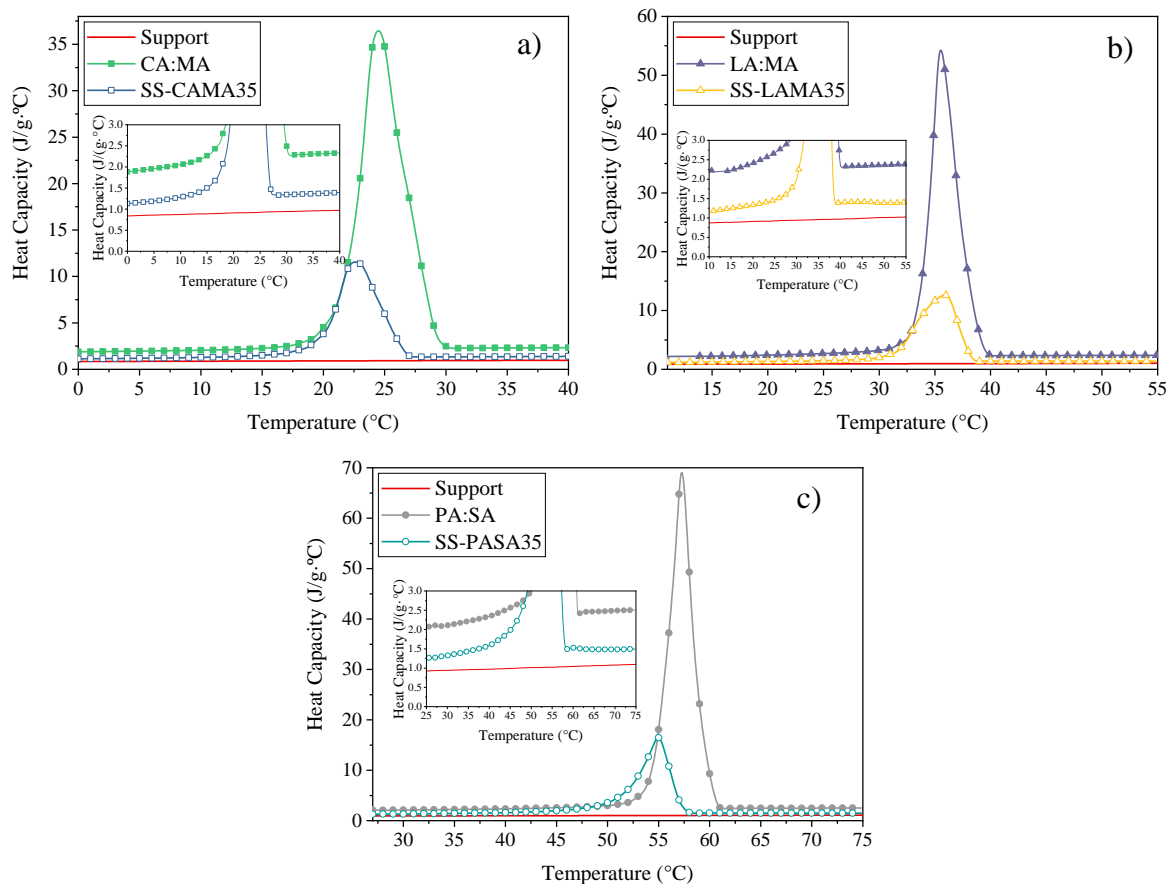 a)
Support
CA:MA
SS-CAMA35
Heat Capacity (J/g·ºC)
35
30
25
20
15
10
5
0
0 5 10 15 20 25 30 35 40
Temperature (°C)
Heat Capacity (J/(g·°C)
3.0
2.5
2.0
1.5
1.0
0.5
0.0
0 5 10 15 20 25 30 35 40
Temperature (°C)
b)
Support
LA:MA
SS-LAMA35
Heat Capacity (J/g·ºC)
60
50
40
30
20
10
0
15 20 25 30 35 40 45 50 55
Temperature (°C)
Heat Capacity (J/(g·°C)
3.0
2.5
2.0
1.5
1.0
0.5
0.0
10 15 20 25 30 35 40 45 50 55
Temperature (°C)
c)
Support
PA:SA
SS-PASA35
Heat Capacity (J/g·ºC)
70
60
50
40
30
20
10
0
30 35 40 45 50 55 60 65 70 75
Temperature (°C)
Heat Capacity (J/(g·°C)
3.0
2.5
2.0
1.5
1.0
0.5
0.0
25 30 35 40 45 50 55 60 65 70 75
Temperature (°C)